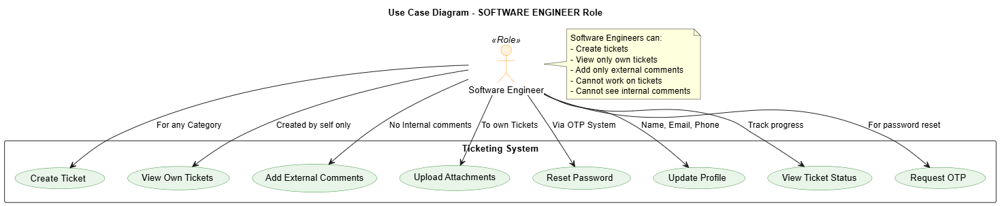 Use Case Diagram - SOFTWARE ENGINEER Role
«Role»
Software Engineer
Software Engineers can:
- Create tickets
- View only own tickets
- Add only external comments
- Cannot work on tickets
- Cannot see internal comments
For any Category
Created by self only
No Internal comments
To own Tickets
Via OTP System
Name, Email, Phone
Track progress
For password reset
Ticketing System
Create Ticket
View Own Tickets
Add External Comments
Upload Attachments
Reset Password
Update Profile
View Ticket Status
Request OTP